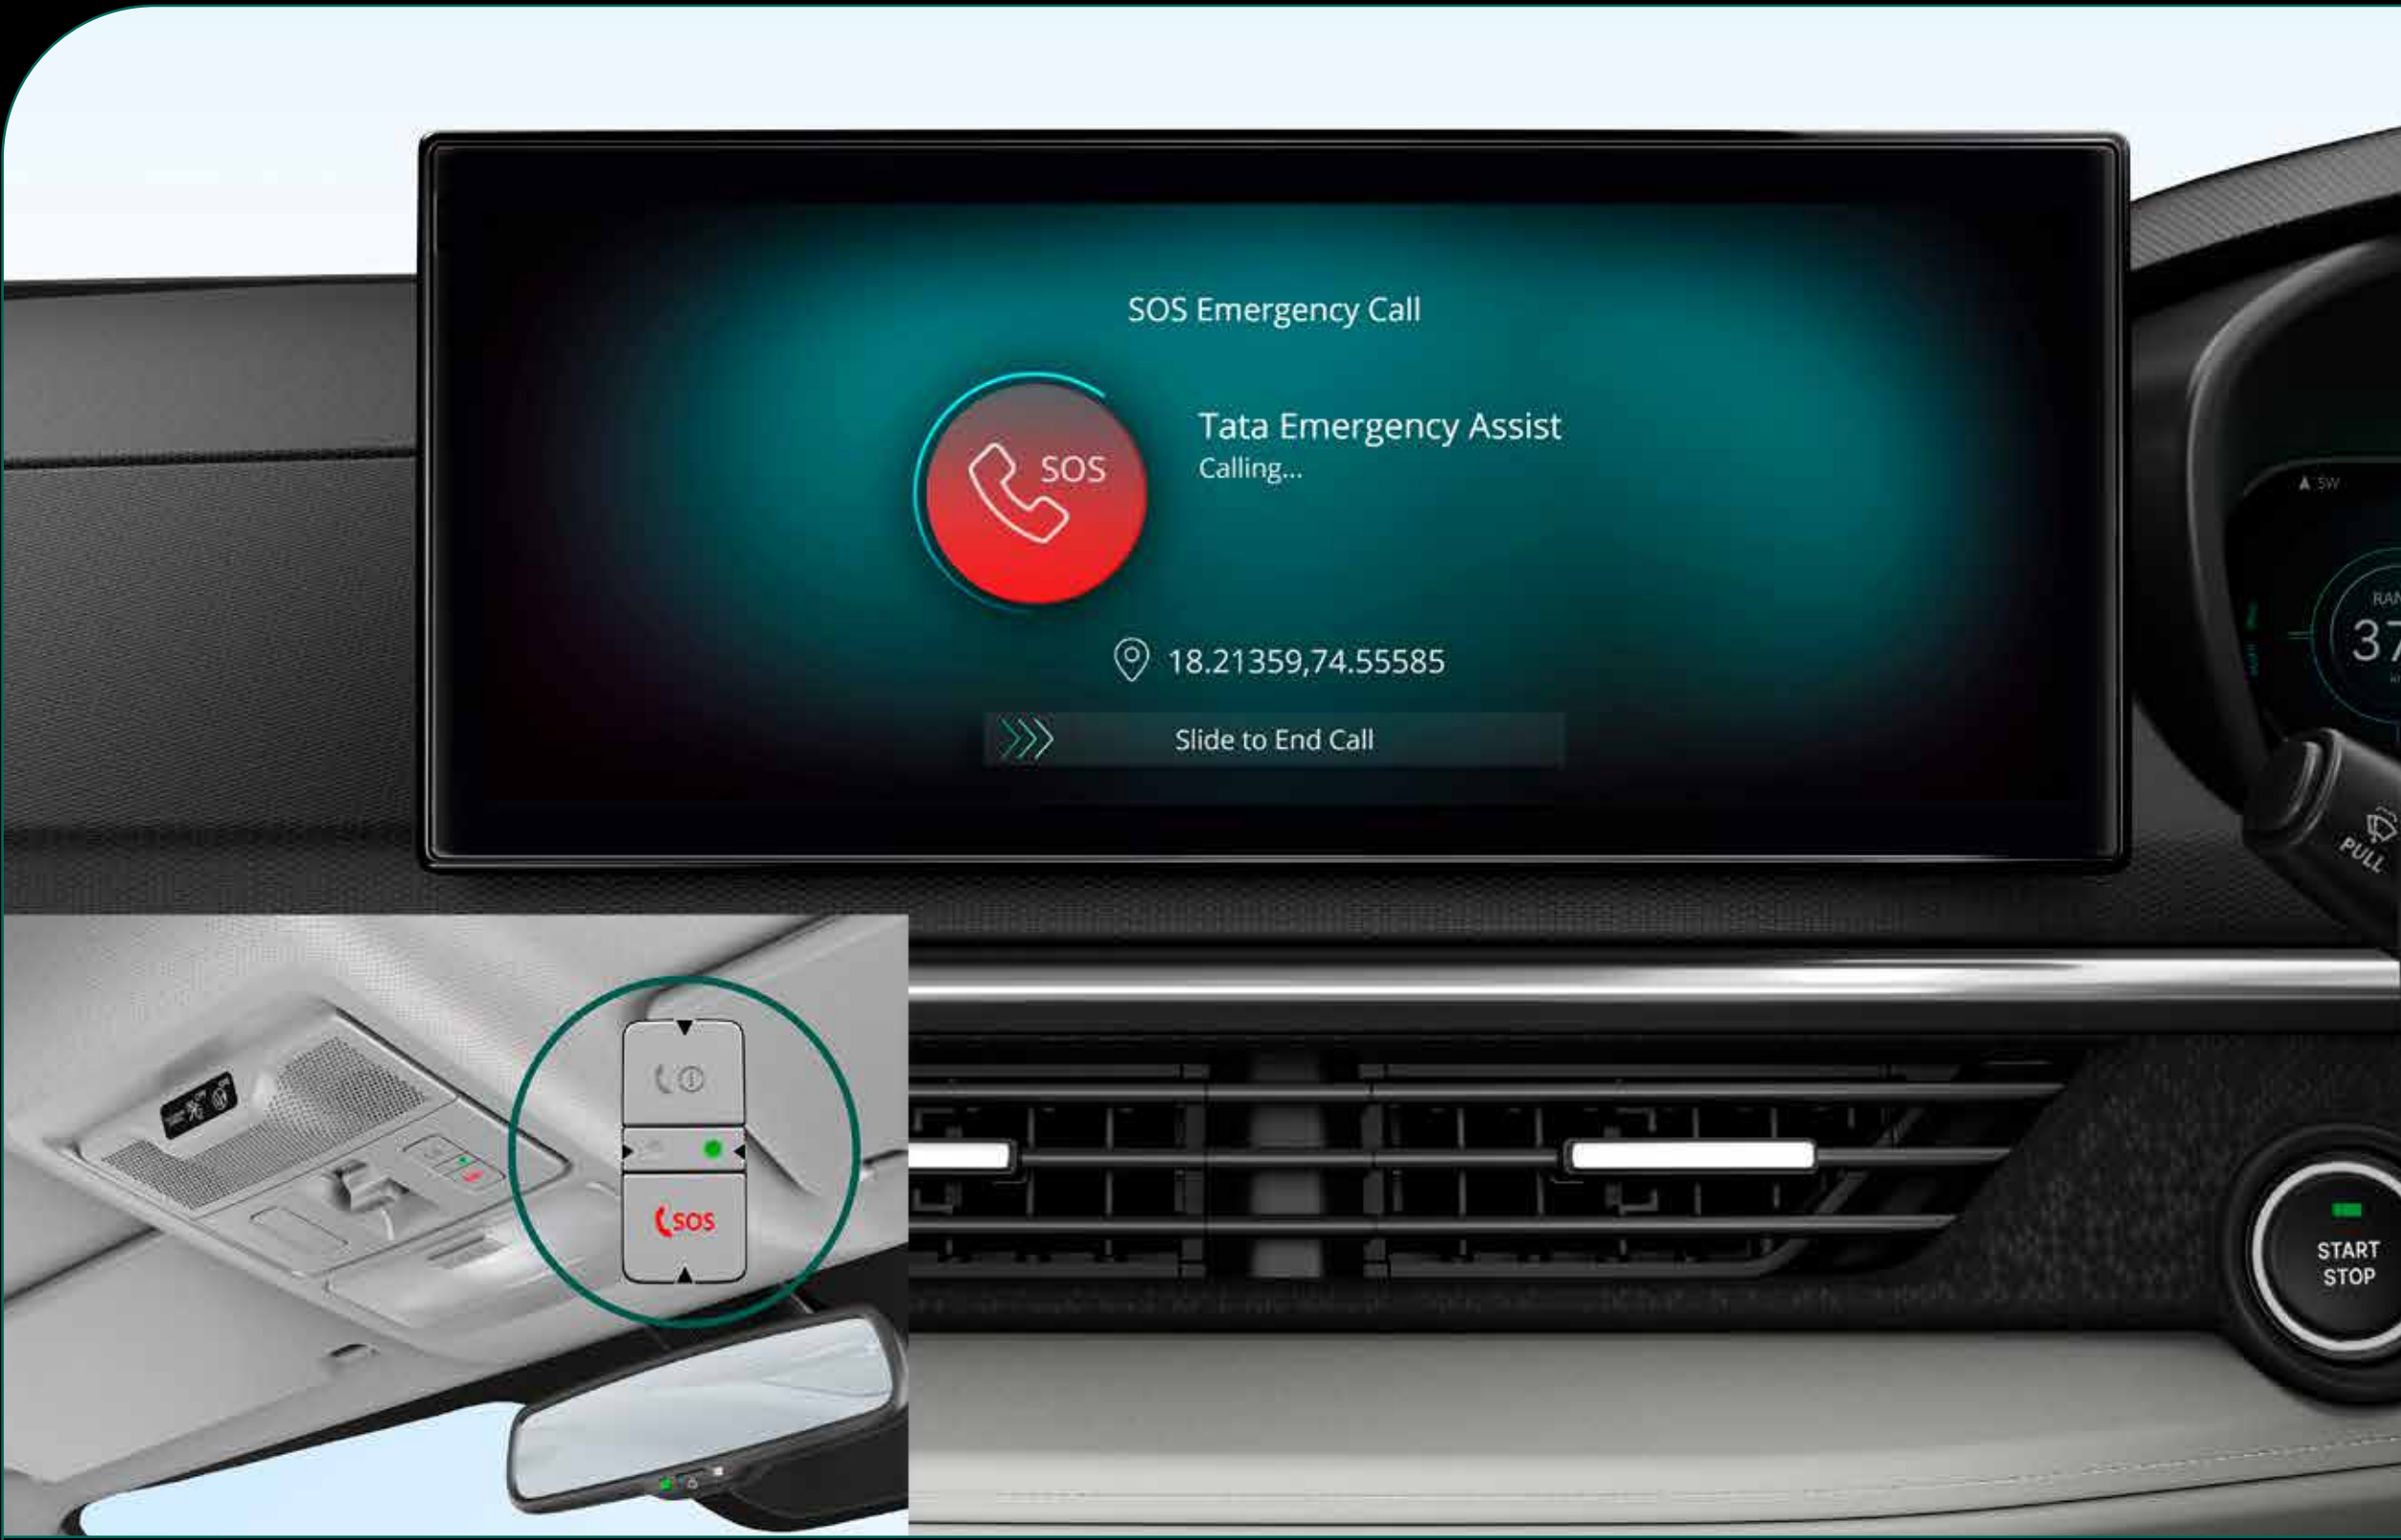 SOS Emergency Call
Tata Emergency Assist
Calling...
SOS
18.21359,74.55585
Slide to End Call
SW
PULL
SOS
START
STOP